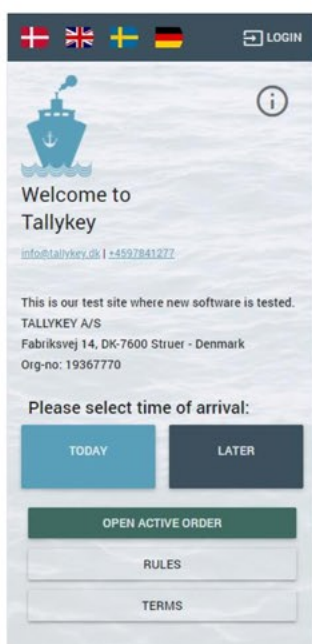 LOGIN
Welcome to
Tallykey
info@tallykey.dk | +4597841277
This is our test site where new software is tested.
TALLYKEY A/S
Fabriksvej 14, DK-7600 Struer - Denmark
Org-no: 19367770
Please select time of arrival:
TODAY
LATER
OPEN ACTIVE ORDER
RULES
TERMS